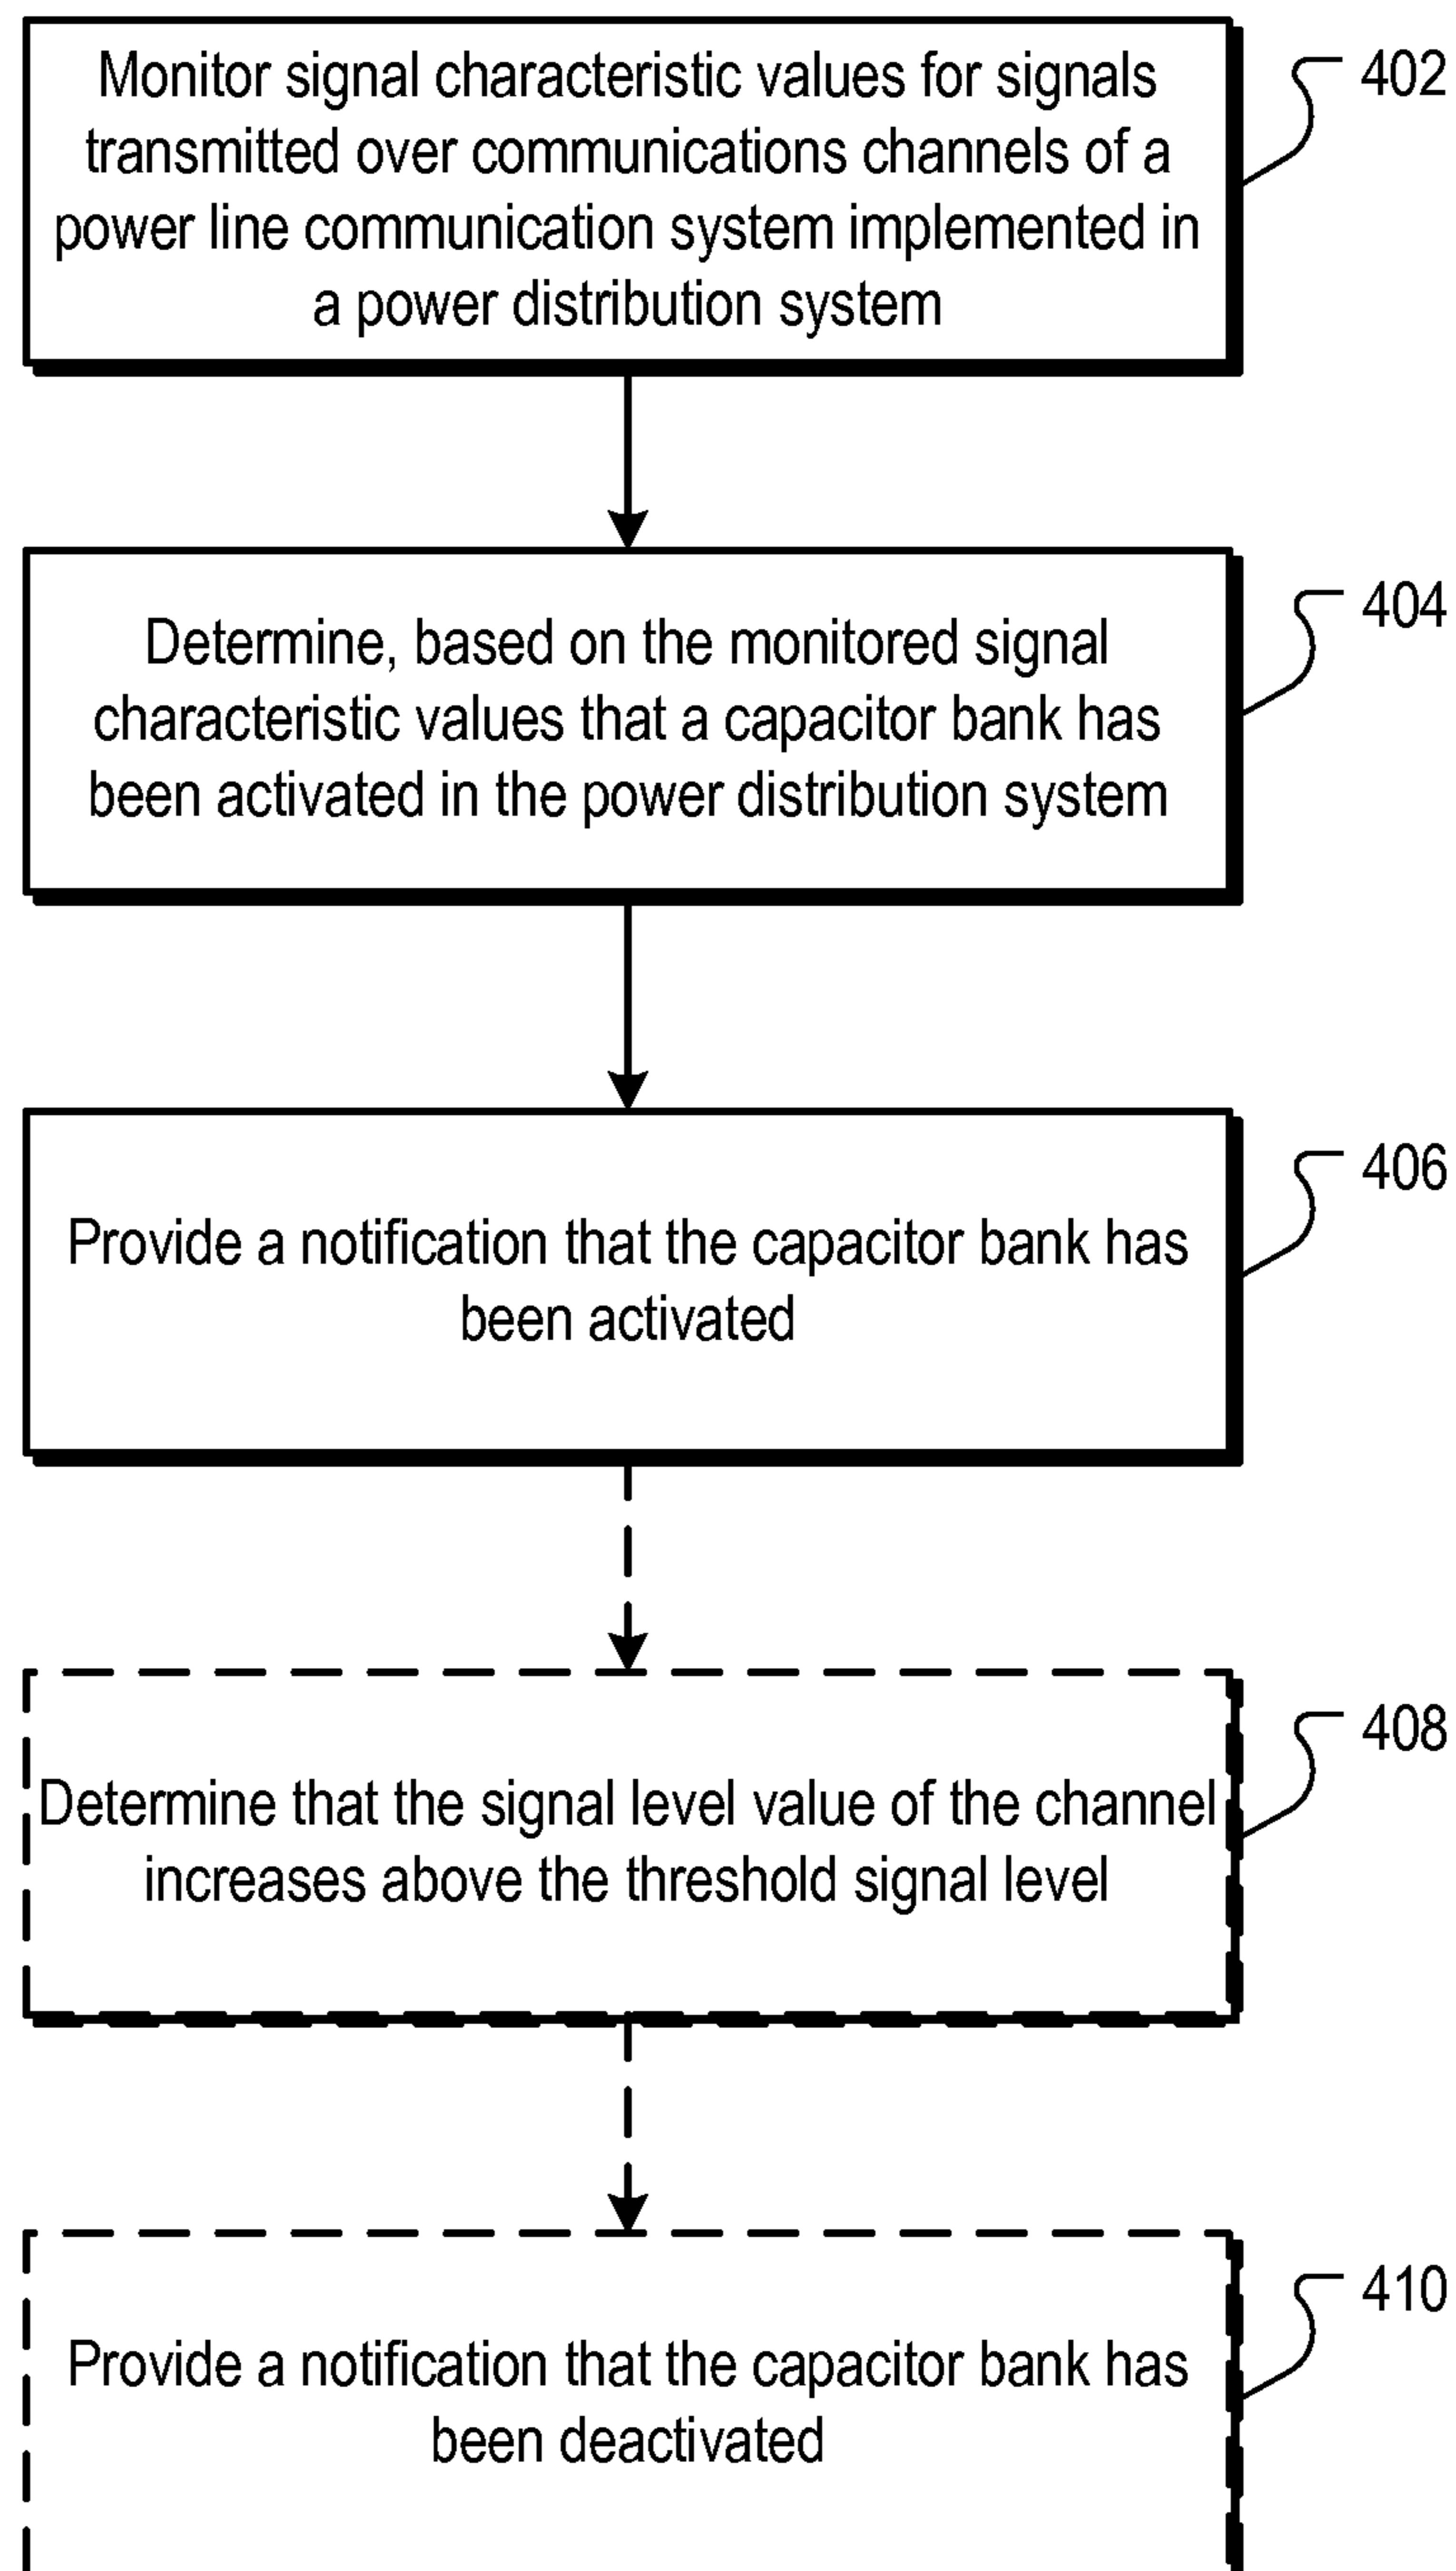 Monitor signal characteristic values for signals
transmitted over communications channels of a
power line communication system implemented in
a power distribution system
402
Determine, based on the monitored signal
characteristic values that a capacitor bank has
been activated in the power distribution system
404
Provide a notification that the capacitor bank has
been activated
406
Determine that the signal level value of the channel
increases above the threshold signal level
408
Provide a notification that the capacitor bank has
been deactivated
410